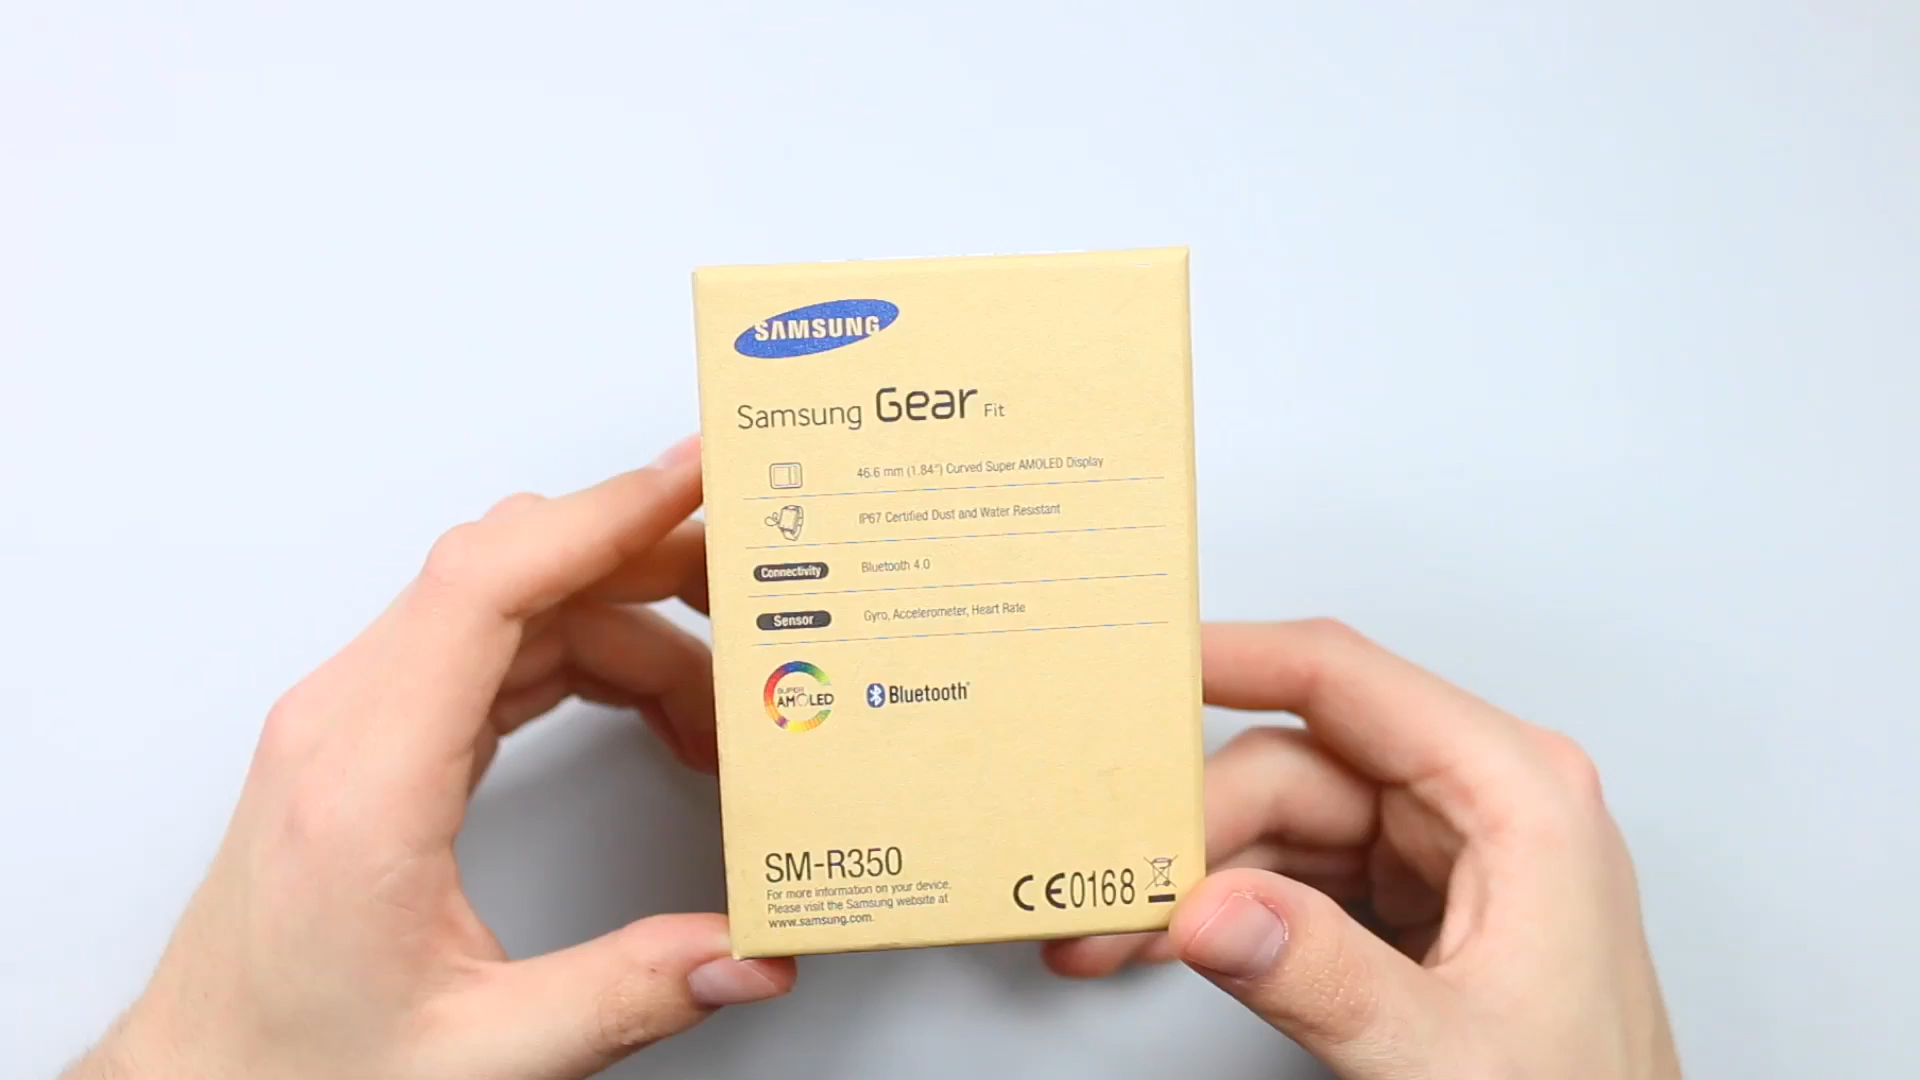 SAMSUNG
Samsung Gear Fit
46.6 mm (1.84") Curved Super AMOLED Display
IP67 Certified Dust and Water Resistant
Connectivity Bluetooth 4.0
Sensor Gyro, Accelerometer, Heart Rate
SUPER
AMOLED
Bluetooth®
SM-R350
For more information on your device,
Please visit the Samsung website at
www.samsung.com.
CE0168